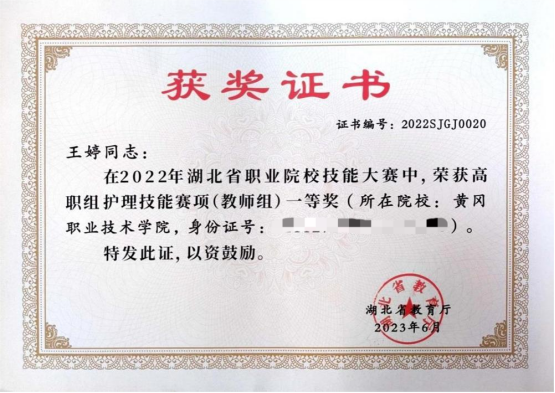 获奖证书
证书编号：2022SJGJ0020
王婷同志：
在2022年湖北省职业院校技能大赛中，荣获高
职组护理技能赛项（教师组）一等奖（所在院校：黄冈
职业技术学院，身份证号：）。
特发此证，以资鼓励。
湖北省教育厅
湖北省教育厅
2023年6月